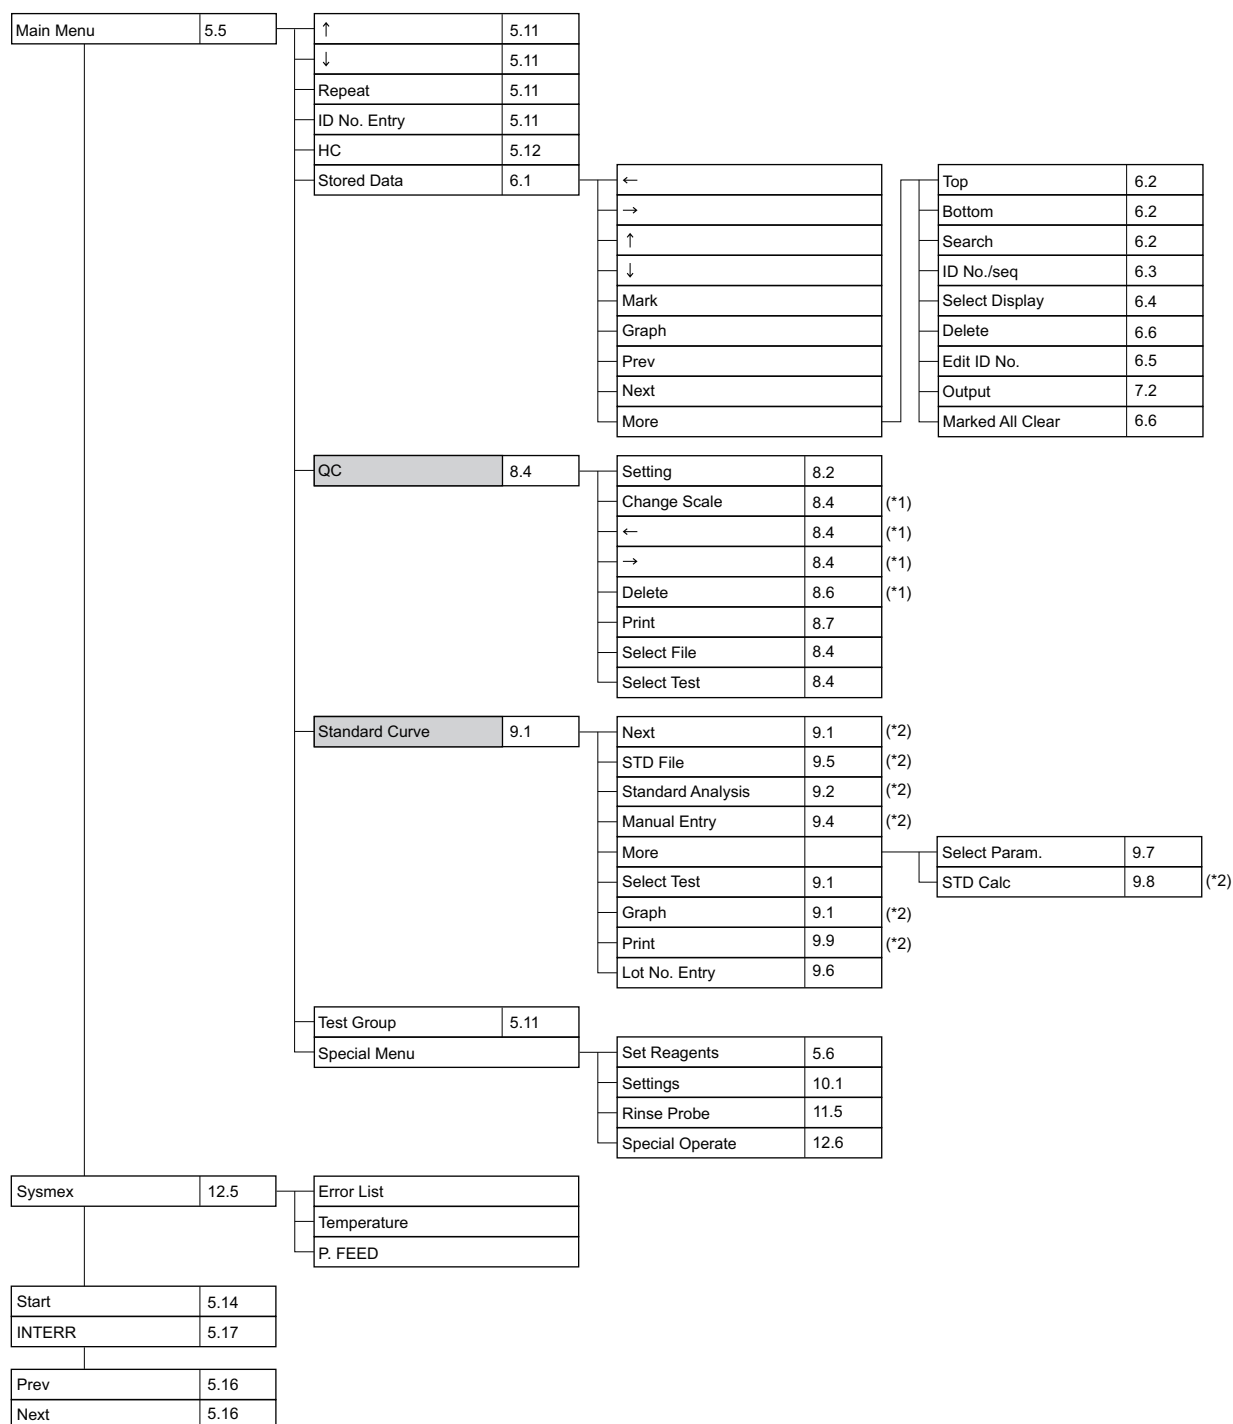 Main Menu 5.5 ↑ 5.11
↓ 5.11
Repeat 5.11
ID No. Entry 5.11
HC 5.12
Stored Data 6.1 ← Top 6.2
→ Bottom 6.2
↑ Search 6.2
↓ ID No./seq 6.3
Mark Select Display 6.4
Graph Delete 6.6
Prev Edit ID No. 6.5
Next Output 7.2
More Marked All Clear 6.6
QC 8.4 Setting 8.2
Change Scale 8.4 (*1)
← 8.4 (*1)
→ 8.4 (*1)
Delete 8.6 (*1)
Print 8.7
Select File 8.4
Select Test 8.4
Standard Curve 9.1 Next 9.1 (*2)
STD File 9.5 (*2)
Standard Analysis 9.2 (*2)
Manual Entry 9.4 (*2)
More Select Param. 9.7
Select Test 9.1 STD Calc 9.8 (*2)
Graph 9.1 (*2)
Print 9.9 (*2)
Lot No. Entry 9.6
Test Group 5.11
Special Menu Set Reagents 5.6
Settings 10.1
Rinse Probe 11.5
Special Operate 12.6
Sysmex 12.5 Error List
Temperature
P. FEED
Start 5.14
INTERR 5.17
Prev 5.16
Next 5.16